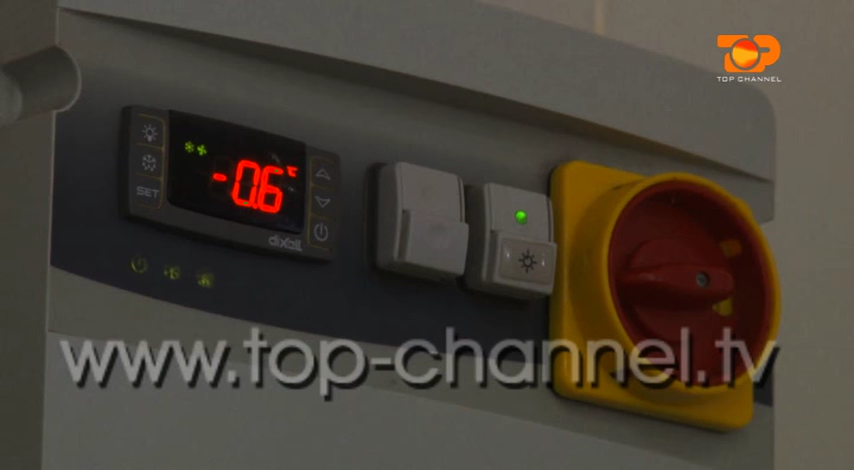 TOP
TOP CHANNEL
-0.6 °C
SET
dixell
www.top-channel.tv